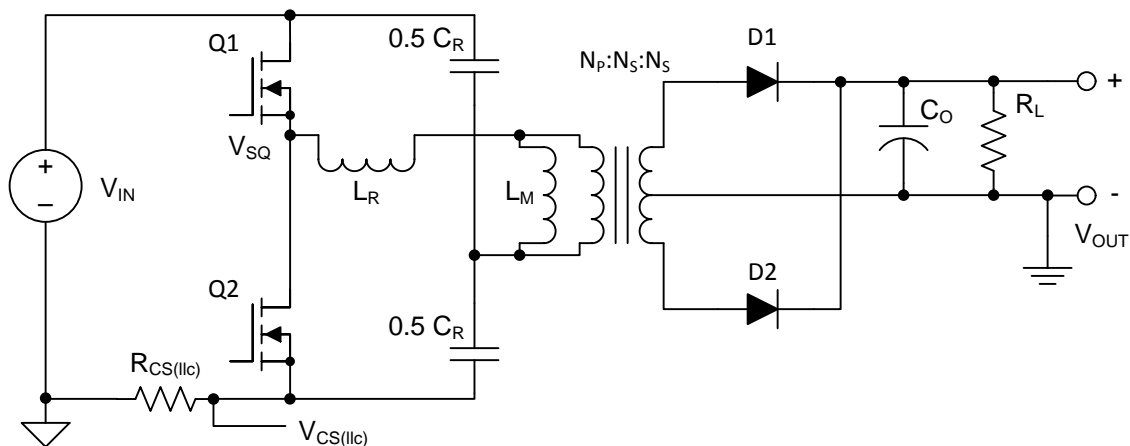 Q1
0.5 C_R
N_P:N_S:N_S
D1
+
C_O
R_L
V_SQ
+
−
V_IN
L_R
L_M
-
V_OUT
Q2
D2
0.5 C_R
R_CS(llc)
V_CS(llc)